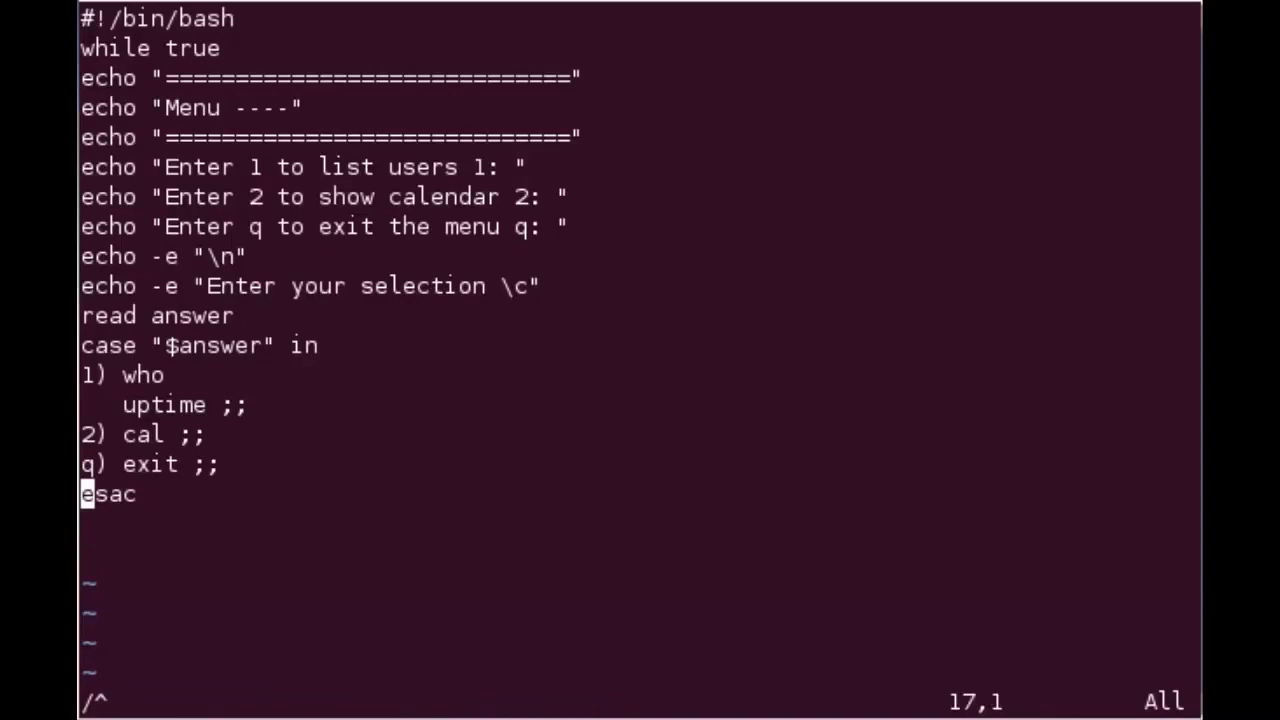 #!/bin/bash
while true
echo "============================="
echo "Menu ----"
echo "============================="
echo "Enter 1 to list users 1: "
echo "Enter 2 to show calendar 2: "
echo "Enter q to exit the menu q: "
echo -e "\n"
echo -e "Enter your selection \c"
read answer
case "$answer" in
1) who
   uptime ;;
2) cal ;;
q) exit ;;
esac
~
~
~
~
/^ 17,1 All